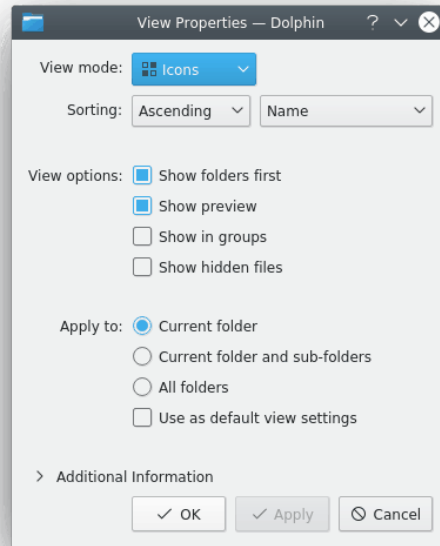 View Properties — Dolphin
View mode: Icons
Sorting: Ascending Name
View options: Show folders first
Show preview
Show in groups
Show hidden files
Apply to: Current folder
Current folder and sub-folders
All folders
Use as default view settings
Additional Information
OK Apply Cancel